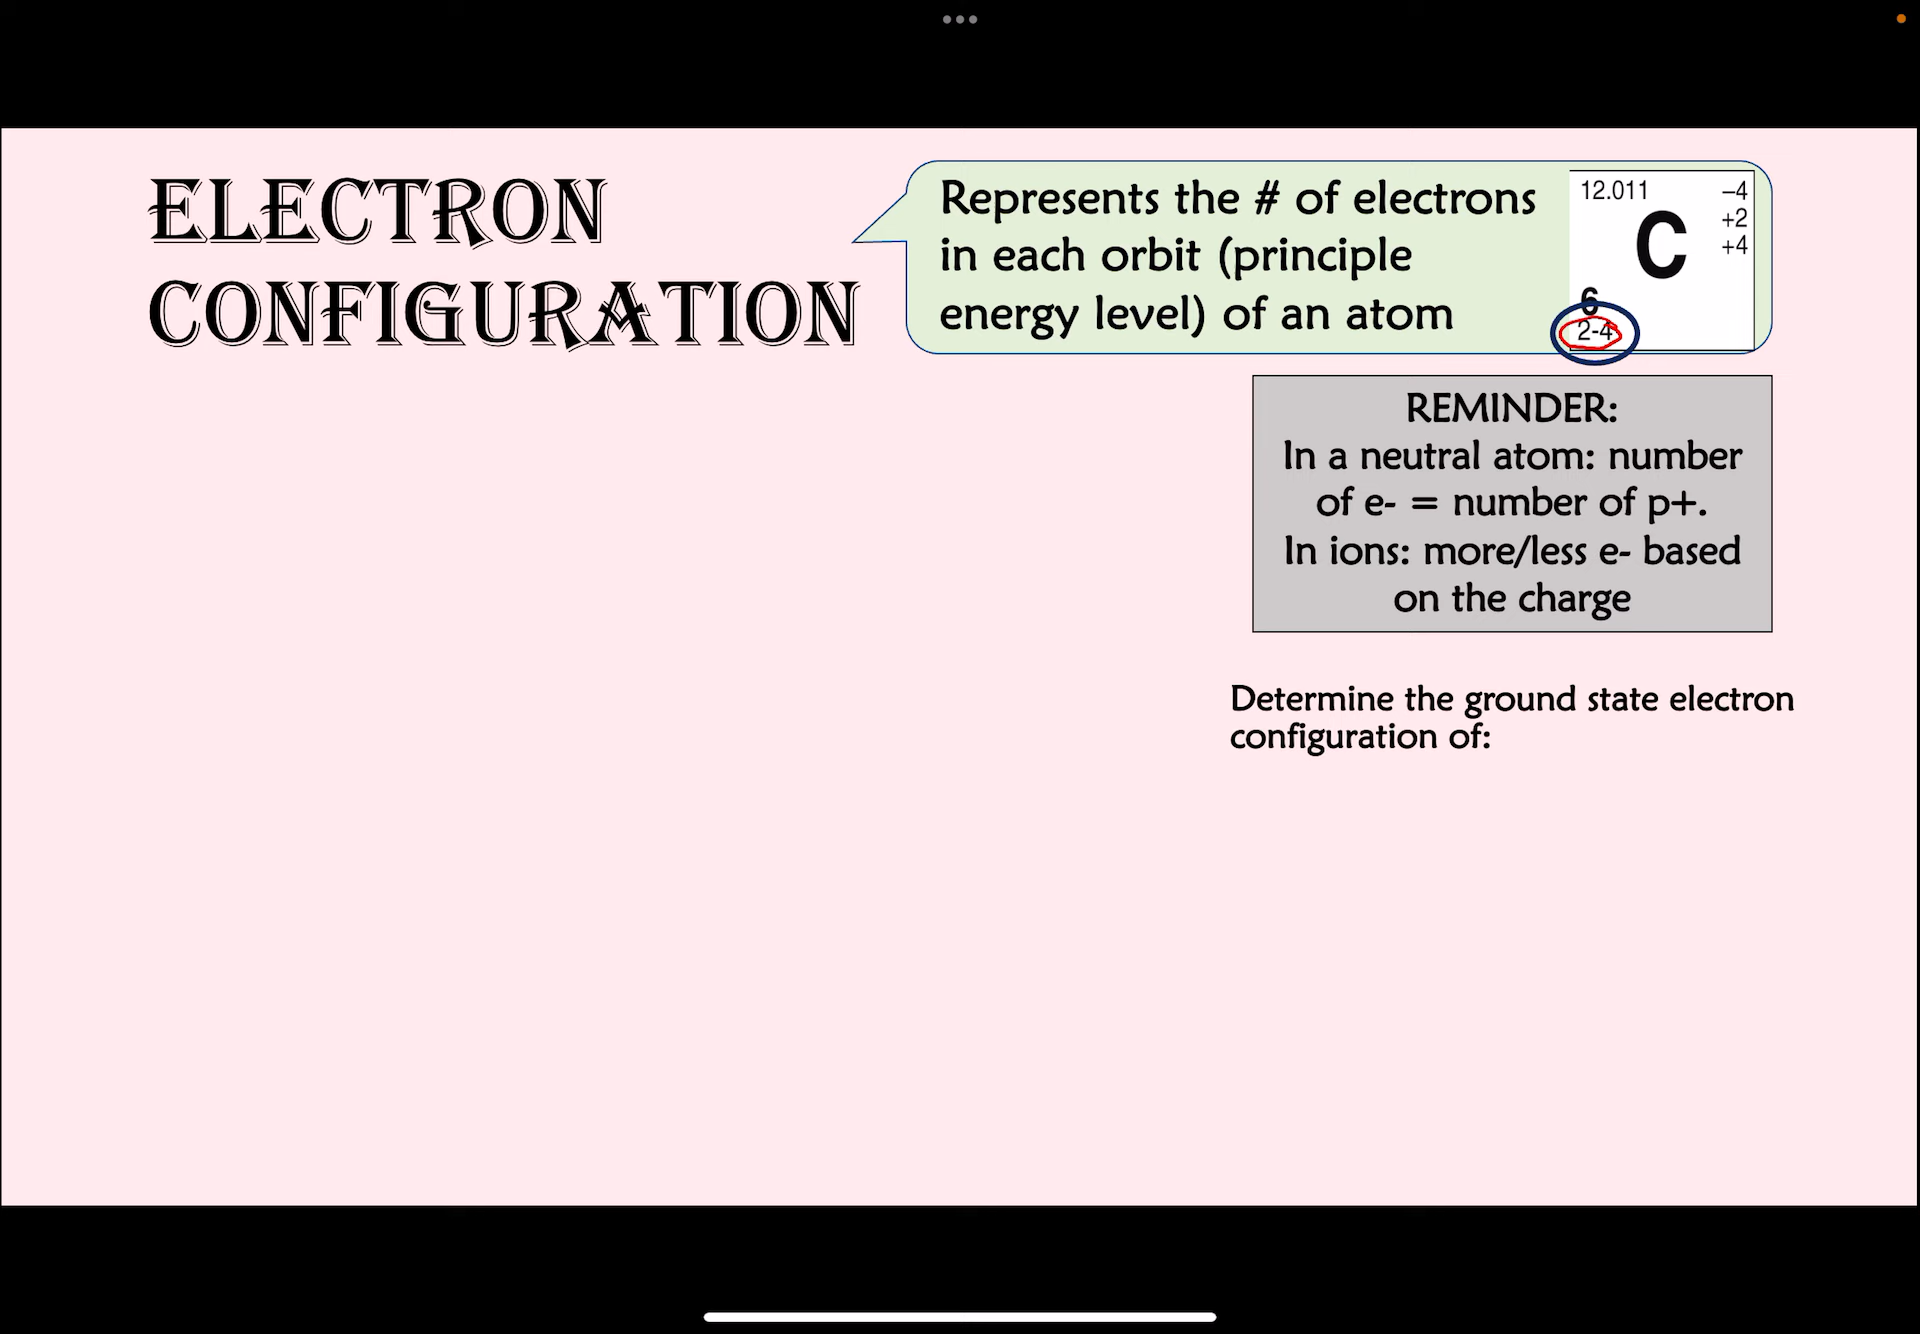 ELECTRON
CONFIGURATION
Represents the # of electrons
in each orbit (principle
energy level) of an atom
12.011
–4
+2
+4
C
6
2-4
REMINDER:
In a neutral atom: number
of e- = number of p+.
In ions: more/less e- based
on the charge
Determine the ground state electron
configuration of: